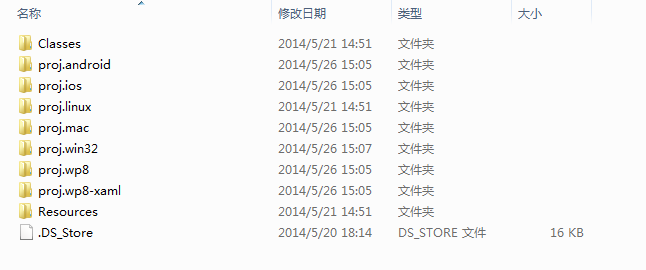 名称 修改日期 类型 大小
Classes 2014/5/21 14:51 文件夹
proj.android 2014/5/26 15:05 文件夹
proj.ios 2014/5/26 15:05 文件夹
proj.linux 2014/5/21 14:51 文件夹
proj.mac 2014/5/26 15:05 文件夹
proj.win32 2014/5/26 15:07 文件夹
proj.wp8 2014/5/26 15:05 文件夹
proj.wp8-xaml 2014/5/26 15:05 文件夹
Resources 2014/5/21 14:51 文件夹
.DS_Store 2014/5/20 18:14 DS_STORE 文件 16 KB